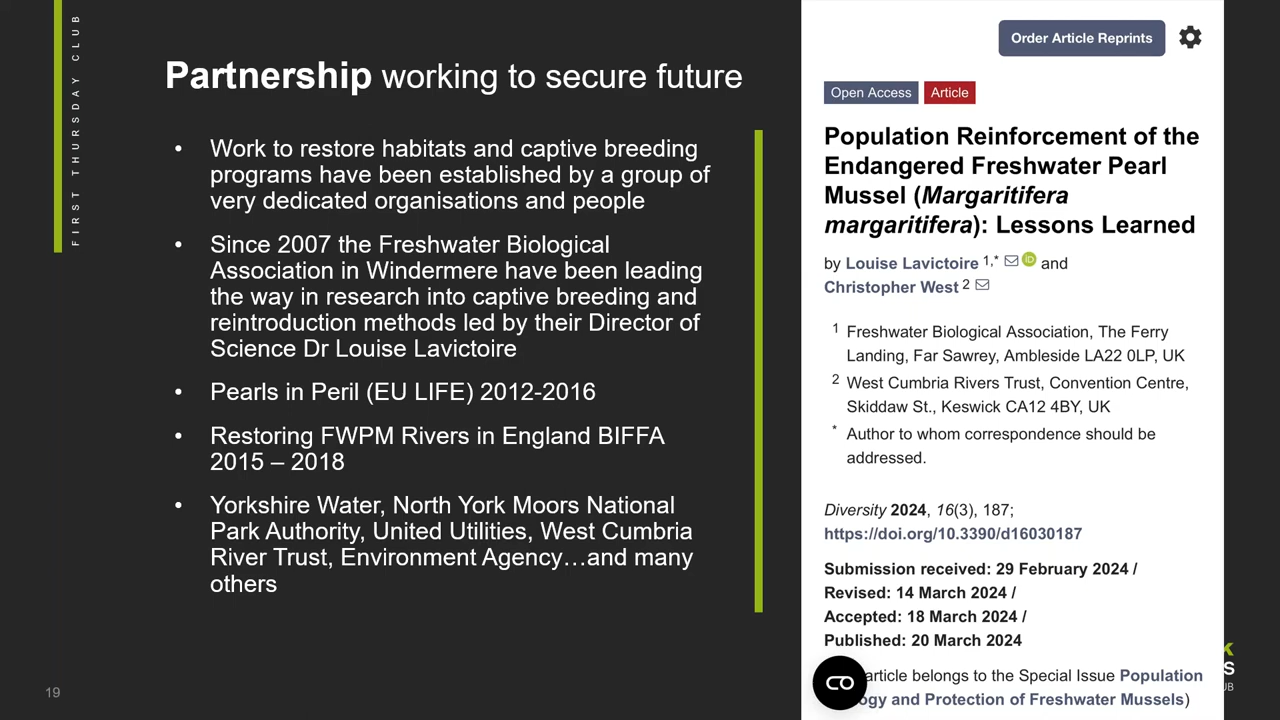 FIRST THURSDAY CLUB
Partnership working to secure future
• Work to restore habitats and captive breeding
programs have been established by a group of
very dedicated organisations and people
• Since 2007 the Freshwater Biological
Association in Windermere have been leading
the way in research into captive breeding and
reintroduction methods led by their Director of
Science Dr Louise Lavictoire
• Pearls in Peril (EU LIFE) 2012-2016
• Restoring FWPM Rivers in England BIFFA
2015 – 2018
• Yorkshire Water, North York Moors National
Park Authority, United Utilities, West Cumbria
River Trust, Environment Agency…and many
others
19
Order Article Reprints
Open Access Article
Population Reinforcement of the
Endangered Freshwater Pearl
Mussel (Margaritifera
margaritifera): Lessons Learned
by Louise Lavictoire 1,* iD and
Christopher West 2
1 Freshwater Biological Association, The Ferry
Landing, Far Sawrey, Ambleside LA22 0LP, UK
2 West Cumbria Rivers Trust, Convention Centre,
Skiddaw St., Keswick CA12 4BY, UK
* Author to whom correspondence should be
addressed.
Diversity 2024, 16(3), 187;
https://doi.org/10.3390/d16030187
Submission received: 29 February 2024 /
Revised: 14 March 2024 /
Accepted: 18 March 2024 /
Published: 20 March 2024
article belongs to the Special Issue Population
and Protection of Freshwater Mussels)